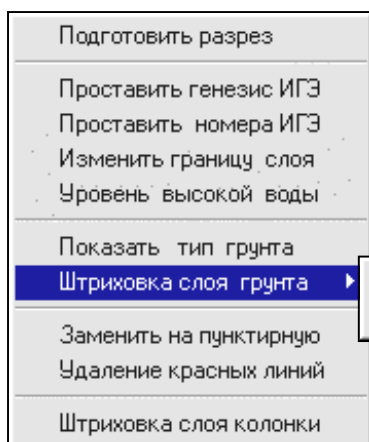 Подготовить разрез
Проставить генезис ИГЭ
Проставить номера ИГЭ
Изменить границу слоя
Уровень высокой воды
Показать тип грунта
Штриховка слоя грунта
Заменить на пунктирную
Удаление красных линий
Штриховка слоя колонки